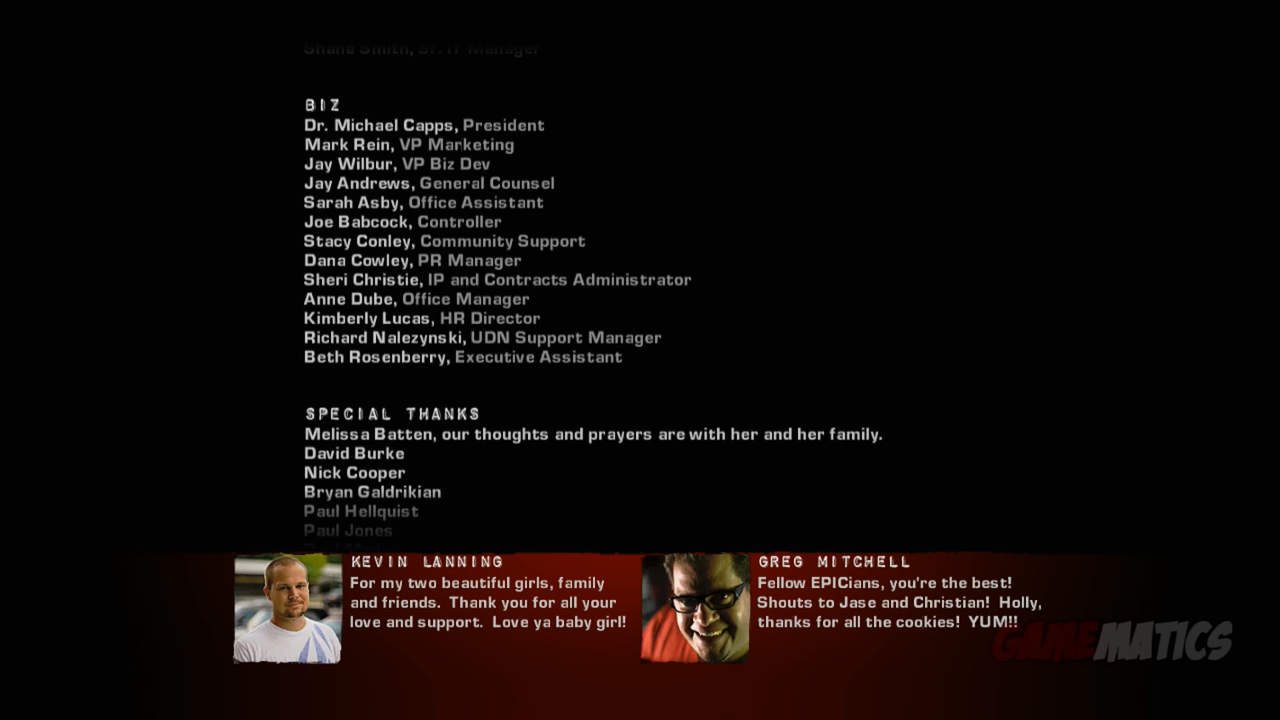 Shane Smith, Sr. IT Manager
BIZ
Dr. Michael Capps, President
Mark Rein, VP Marketing
Jay Wilbur, VP Biz Dev
Jay Andrews, General Counsel
Sarah Asby, Office Assistant
Joe Babcock, Controller
Stacy Conley, Community Support
Dana Cowley, PR Manager
Sheri Christie, IP and Contracts Administrator
Anne Dube, Office Manager
Kimberly Lucas, HR Director
Richard Nalezynski, UDN Support Manager
Beth Rosenberry, Executive Assistant
SPECIAL THANKS
Melissa Batten, our thoughts and prayers are with her and her family.
David Burke
Nick Cooper
Bryan Galdrikian
Paul Hellquist
Paul Jones
KEVIN LANNING
For my two beautiful girls, family
and friends. Thank you for all your
love and support. Love ya baby girl!
GREG MITCHELL
Fellow EPICians, you're the best!
Shouts to Jase and Christian! Holly,
thanks for all the cookies! YUM!!
GAMEMATICS